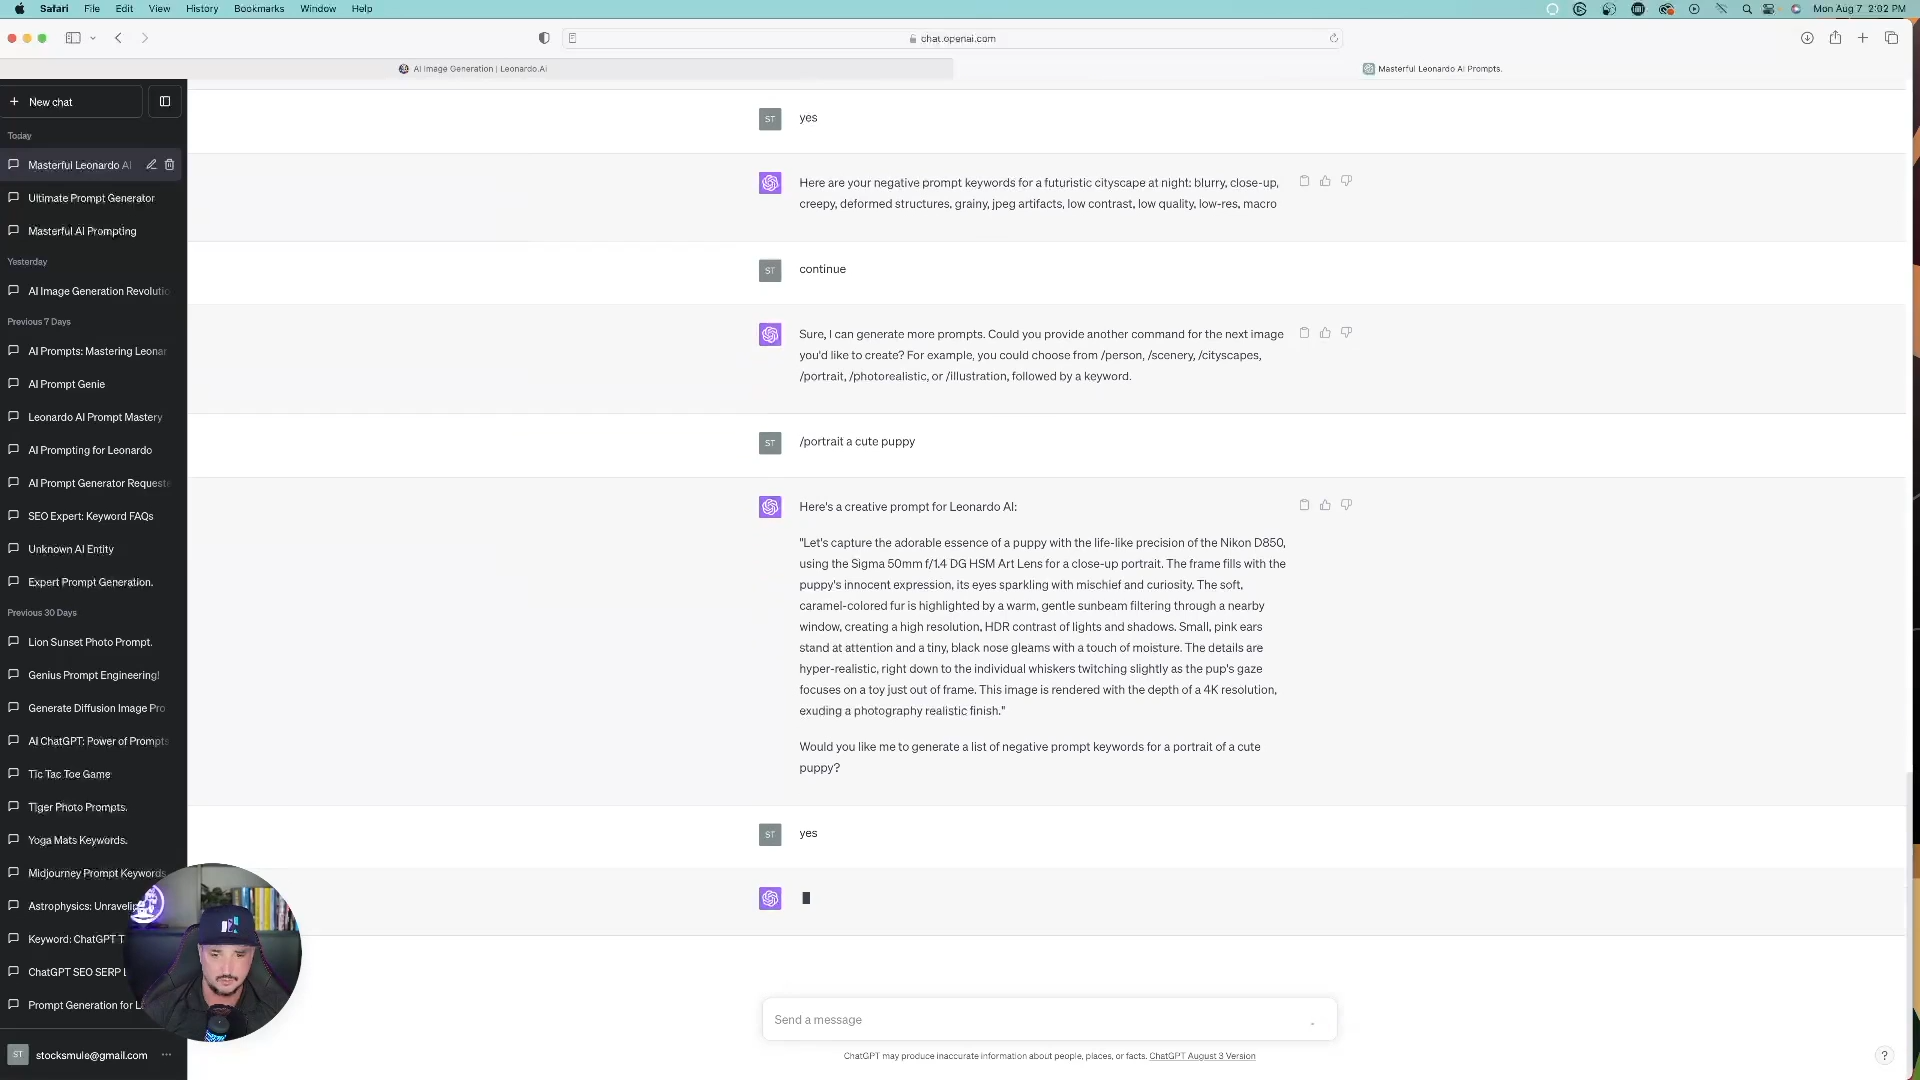 Safari File Edit View History Bookmarks Window Help
Mon Aug 7 2:02 PM
chat.openai.com
AI Image Generation | Leonardo.Ai
Masterful Leonardo AI Prompts.
New chat
Today
Masterful Leonardo AI
Ultimate Prompt Generator
Masterful AI Prompting
Yesterday
AI Image Generation Revolutio
Previous 7 Days
AI Prompts: Mastering Leonar
AI Prompt Genie
Leonardo AI Prompt Mastery
AI Prompting for Leonardo
AI Prompt Generator Requeste
SEO Expert: Keyword FAQs
Unknown AI Entity
Expert Prompt Generation.
Previous 30 Days
Lion Sunset Photo Prompt.
Genius Prompt Engineering!
Generate Diffusion Image Pro
AI ChatGPT: Power of Prompts
Tic Tac Toe Game
Tiger Photo Prompts.
Yoga Mats Keywords.
Midjourney Prompt Keywords
Astrophysics: Unraveli
Keyword: ChatGPT T
ChatGPT SEO SERP
Prompt Generation for
ST stocksmule@gmail.com ...
ST yes
Here are your negative prompt keywords for a futuristic cityscape at night: blurry, close-up,
creepy, deformed structures, grainy, jpeg artifacts, low contrast, low quality, low-res, macro
ST continue
Sure, I can generate more prompts. Could you provide another command for the next image
you'd like to create? For example, you could choose from /person, /scenery, /cityscapes,
/portrait, /photorealistic, or /illustration, followed by a keyword.
ST /portrait a cute puppy
Here's a creative prompt for Leonardo AI:
"Let's capture the adorable essence of a puppy with the life-like precision of the Nikon D850,
using the Sigma 50mm f/1.4 DG HSM Art Lens for a close-up portrait. The frame fills with the
puppy's innocent expression, its eyes sparkling with mischief and curiosity. The soft,
caramel-colored fur is highlighted by a warm, gentle sunbeam filtering through a nearby
window, creating a high resolution, HDR contrast of lights and shadows. Small, pink ears
stand at attention and a tiny, black nose gleams with a touch of moisture. The details are
hyper-realistic, right down to the individual whiskers twitching slightly as the pup's gaze
focuses on a toy just out of frame. This image is rendered with the depth of a 4K resolution,
exuding a photography realistic finish."
Would you like me to generate a list of negative prompt keywords for a portrait of a cute
puppy?
ST yes
Send a message
ChatGPT may produce inaccurate information about people, places, or facts. ChatGPT August 3 Version
?